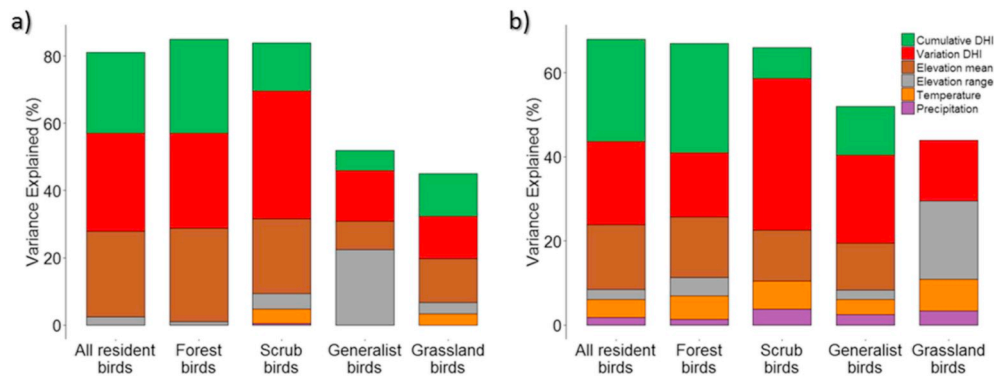 a)
Variance Explained (%)
80
60
40
20
0
All resident birds
Forest birds
Scrub birds
Generalist birds
Grassland birds
b)
Variance Explained (%)
60
40
20
0
All resident birds
Forest birds
Scrub birds
Generalist birds
Grassland birds
Cumulative DHI
Variation DHI
Elevation mean
Elevation range
Temperature
Precipitation